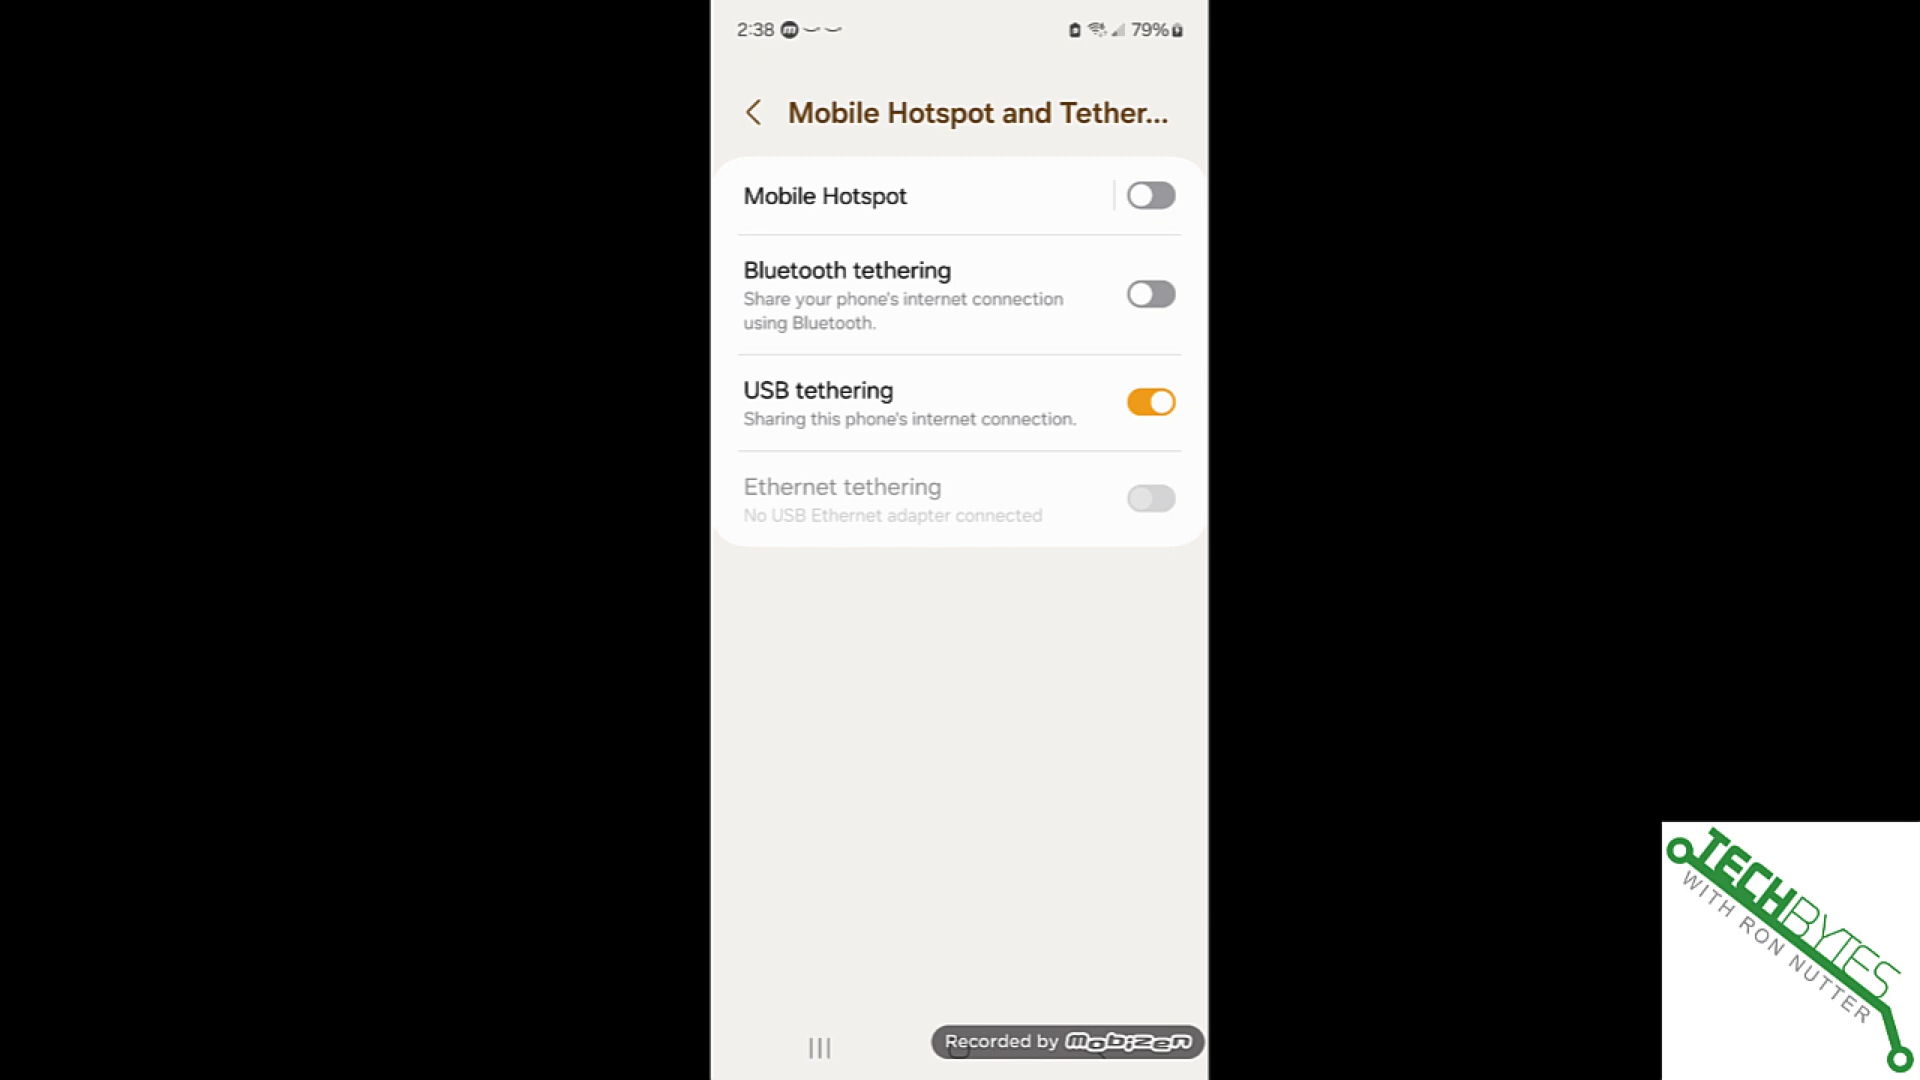 2:38
79%
Mobile Hotspot and Tether...
Mobile Hotspot
Bluetooth tethering
Share your phone's internet connection
using Bluetooth.
USB tethering
Sharing this phone's internet connection.
Ethernet tethering
No USB Ethernet adapter connected
Recorded by mobizen
TECHBYTES
WITH RON NUTTER